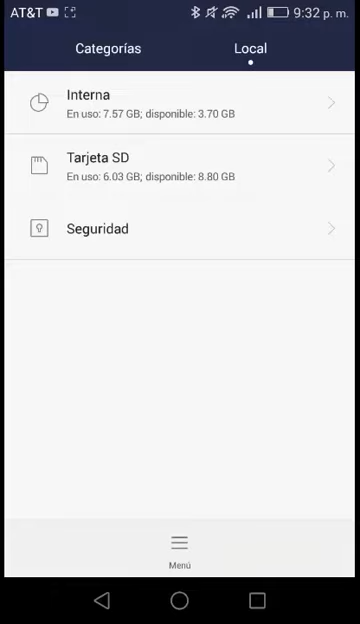 AT&T 9:32 p. m.
Categorías Local
Interna
En uso: 7.57 GB; disponible: 3.70 GB
Tarjeta SD
En uso: 6.03 GB; disponible: 8.80 GB
Seguridad
Menú